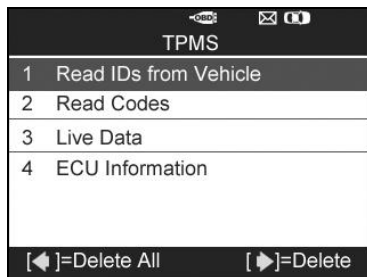 OBD
TPMS
1 Read IDs from Vehicle
2 Read Codes
3 Live Data
4 ECU Information
[◀]=Delete All [▶]=Delete